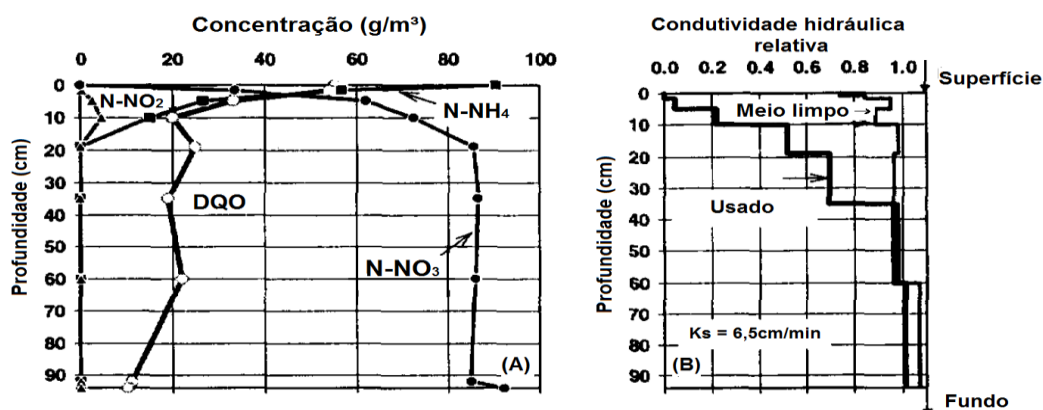 Concentração (g/m³)
0 20 40 60 80 100
Profundidade (cm)
0
10
20
30
40
50
60
70
80
90
N-NO2
N-NH4
DQO
N-NO3
(A)
Condutividade hidráulica
relativa
0.0 0.2 0.4 0.6 0.8 1.0
Superfície
Profundidade (cm)
0
10
20
30
40
50
60
70
80
90
Meio limpo
Usado
Ks = 6,5cm/min
(B)
Fundo